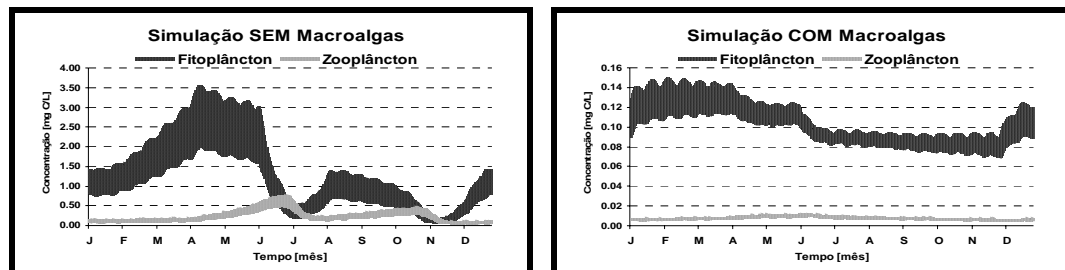 Simulação SEM Macroalgas
Fitoplâncton Zooplâncton
Concentração [mg C/L]
4.00
3.50
3.00
2.50
2.00
1.50
1.00
0.50
0.00
J F M A M J J A S O N D
Tempo [mês]
Simulação COM Macroalgas
Fitoplâncton Zooplâncton
Concentração [mg C/L]
0.16
0.14
0.12
0.10
0.08
0.06
0.04
0.02
0.00
J F M A M J J A S O N D
Tempo [mês]